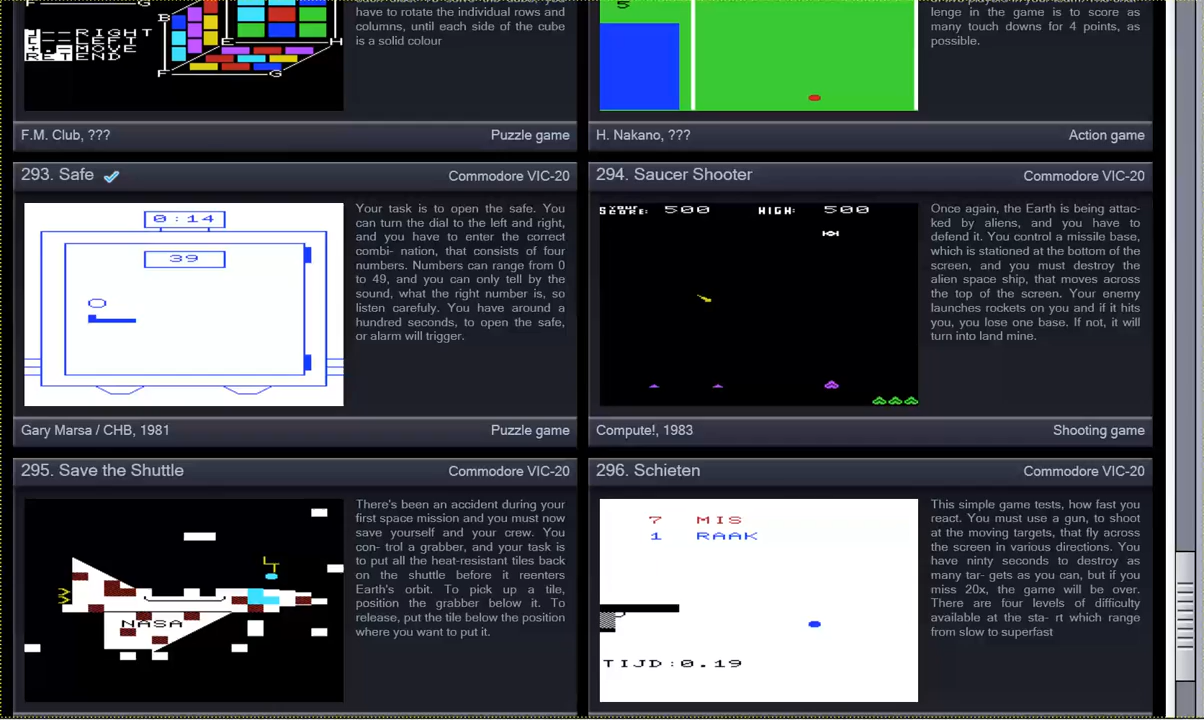 G
B
J--RIGHT
[--LEFT
MOVE
RETEND
E
H
F
G
have to rotate the individual rows and
columns, until each side of the cube
is a solid colour
F.M. Club, ???
Puzzle game
5
lenge in the game is to score as
many touch downs for 4 points, as
possible.
H. Nakano, ???
Action game
293. Safe
Commodore VIC-20
0:14
39
Your task is to open the safe. You
can turn the dial to the left and right,
and you have to enter the correct
combi- nation, that consists of four
numbers. Numbers can range from 0
to 49, and you can only tell by the
sound, what the right number is, so
listen carefully. You have around a
hundred seconds, to open the safe,
or alarm will trigger.
Gary Marsa / CHB, 1981
Puzzle game
294. Saucer Shooter
Commodore VIC-20
YOUR
SCORE: 500 HIGH: 500
Once again, the Earth is being attac-
ked by aliens, and you have to
defend it. You control a missile base,
which is stationed at the bottom of the
screen, and you must destroy the
alien space ship, that moves across
the top of the screen. Your enemy
launches rockets on you and if it hits
you, you lose one base. If not, it will
turn into land mine.
Compute!, 1983
Shooting game
295. Save the Shuttle
Commodore VIC-20
NASA
There's been an accident during your
first space mission and you must now
save yourself and your crew. You
con- trol a grabber, and your task is
to put all the heat-resistant tiles back
on the shuttle before it reenters
Earth's orbit. To pick up a tile,
position the grabber below it. To
release, put the tile below the position
where you want to put it.
296. Schieten
Commodore VIC-20
7 MIS
1 RAAK
TIJD:0.19
This simple game tests, how fast you
react. You must use a gun, to shoot
at the moving targets, that fly across
the screen in various directions. You
have ninty seconds to destroy as
many tar- gets as you can, but if you
miss 20x, the game will be over.
There are four levels of difficulty
available at the sta- rt which range
from slow to superfast